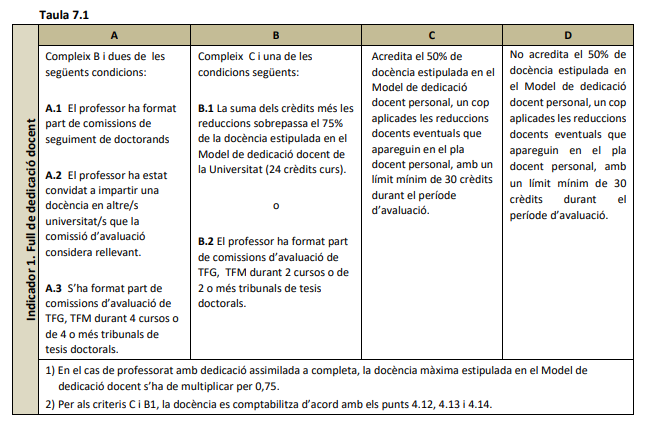 Taula 7.1
A
B
C
D
Indicador 1. Full de dedicació docent
Compleix B i dues de les
següents condicions:
A.1 El professor ha format
part de comissions de
seguiment de doctorands
A.2 El professor ha estat
convidat a impartir una
docència en altre/s
universitat/s que la
comissió d’avaluació
considera rellevant.
A.3 S’ha format part de
comissions d’avaluació de
TFG, TFM durant 4 cursos o
de 4 o més tribunals de
tesis doctorals.
Compleix C i una de les
condicions següents:
B.1 La suma dels crèdits més les
reduccions sobrepassa el 75%
de la docència estipulada en el
Model de dedicació docent de
la Universitat (24 crèdits curs).
o
B.2 El professor ha format part
de comissions d’avaluació de
TFG, TFM durant 2 cursos o de
2 o més tribunals de tesis
doctorals.
Acredita el 50% de
docència estipulada en el
Model de dedicació
docent personal, un cop
aplicades les reduccions
docents eventuals que
apareguin en el pla
docent personal, amb un
límit mínim de 30 crèdits
durant el període
d’avaluació.
No acredita el 50% de
docència estipulada en
el Model de dedicació
docent personal, un cop
aplicades les reduccions
docents eventuals que
apareguin en el pla
docent personal, amb
un límit mínim de 30
crèdits durant el
període d’avaluació.
1) En el cas de professorat amb dedicació assimilada a completa, la docència màxima estipulada en el Model de
dedicació docent s’ha de multiplicar per 0,75.
2) Per als criteris C i B1, la docència es comptabilitza d’acord amb els punts 4.12, 4.13 i 4.14.